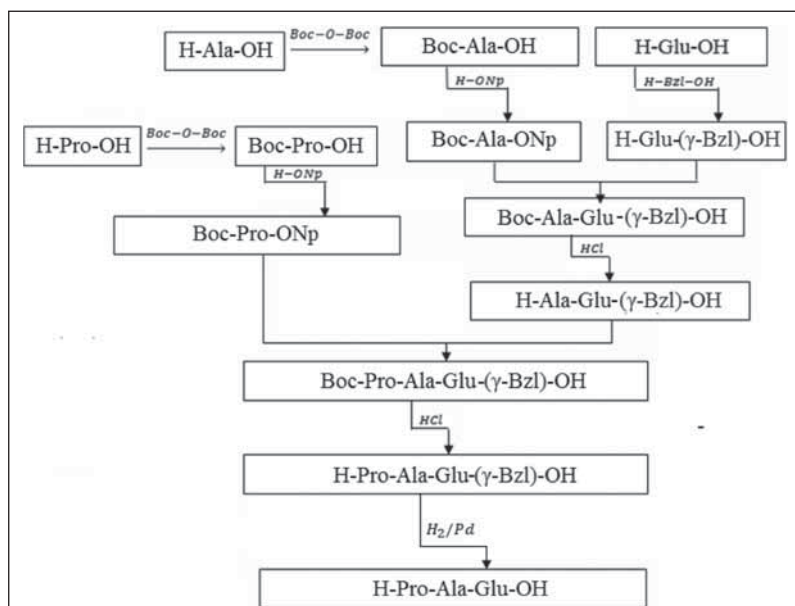 H-Ala-OH
Boc-O-Boc
Boc-Ala-OH
H-Glu-OH
H-ONp
H-Bzl-OH
H-Pro-OH
Boc-O-Boc
Boc-Pro-OH
Boc-Ala-ONp
H-Glu-(γ-Bzl)-OH
H-ONp
Boc-Pro-ONp
Boc-Ala-Glu-(γ-Bzl)-OH
HCl
H-Ala-Glu-(γ-Bzl)-OH
Boc-Pro-Ala-Glu-(γ-Bzl)-OH
HCl
H-Pro-Ala-Glu-(γ-Bzl)-OH
H₂/Pd
H-Pro-Ala-Glu-OH